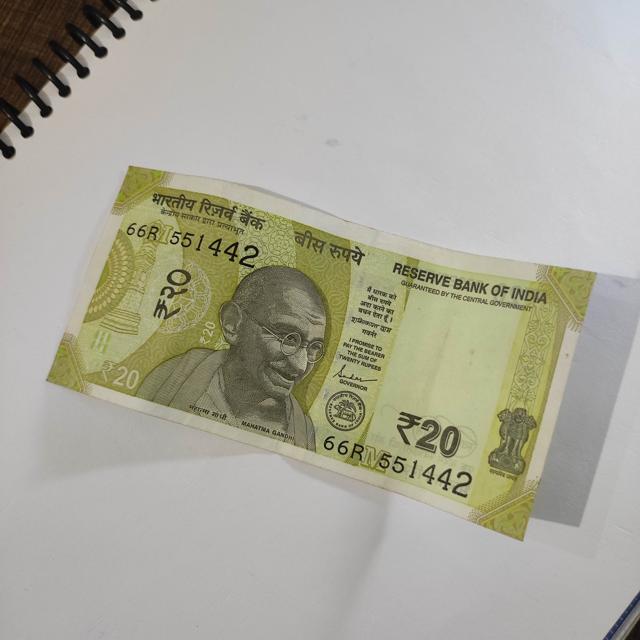 भारतीय रिज़र्व बैंक
केन्द्रीय सरकार द्वारा प्रत्याभूत
66R 551442
बीस रुपये
RESERVE BANK OF INDIA
GUARANTEED BY THE CENTRAL GOVERNMENT
₹२०
₹20
मैं धारक को
बीस रुपये
अदा करने का
वचन देता हूँ।
गवर्नर
I PROMISE TO
PAY THE BEARER
THE SUM OF
TWENTY RUPEES
GOVERNOR
₹20
महात्मा गांधी
MAHATMA GANDHI
₹20
66R 551442
सत्यमेव जयते